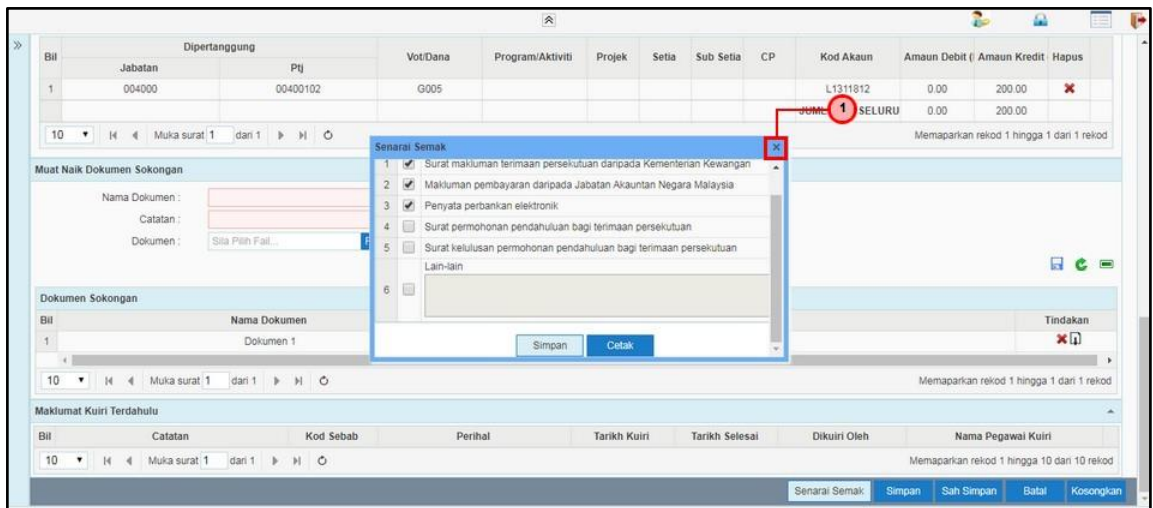 Bil Dipertanggung Vot/Dana Program/Aktiviti Projek Setia Sub Setia CP Kod Akaun Amaun Debit ( Amaun Kredit Hapus
Jabatan Ptj
1 004000 00400102 G005 L1311812 0.00 200.00
SELURU 0.00 200.00
10 Muka surat 1 dari 1 Memaparkan rekod 1 hingga 1 dari 1 rekod
1
Senarai Semak
1 Surat makluman terimaan persekutuan daripada Kementerian Kewangan
2 Makluman pembayaran daripada Jabatan Akauntan Negara Malaysia
3 Penyata perbankan elektronik
4 Surat permohonan pendahuluan bagi terimaan persekutuan
5 Surat kelulusan permohonan pendahuluan bagi terimaan persekutuan
Lain-lain
6
Simpan Cetak
Muat Naik Dokumen Sokongan
Nama Dokumen :
Catatan :
Dokumen : Sila Pilih Fail...
Dokumen Sokongan
Bil Nama Dokumen Tindakan
1 Dokumen 1
10 Muka surat 1 dari 1 Memaparkan rekod 1 hingga 1 dari 1 rekod
Maklumat Kuiri Terdahulu
Bil Catatan Kod Sebab Perihal Tarikh Kuiri Tarikh Selesai Dikuiri Oleh Nama Pegawai Kuiri
10 Muka surat 1 dari 1 Memaparkan rekod 1 hingga 10 dari 10 rekod
Senarai Semak Simpan Sah Simpan Batal Kosongkan